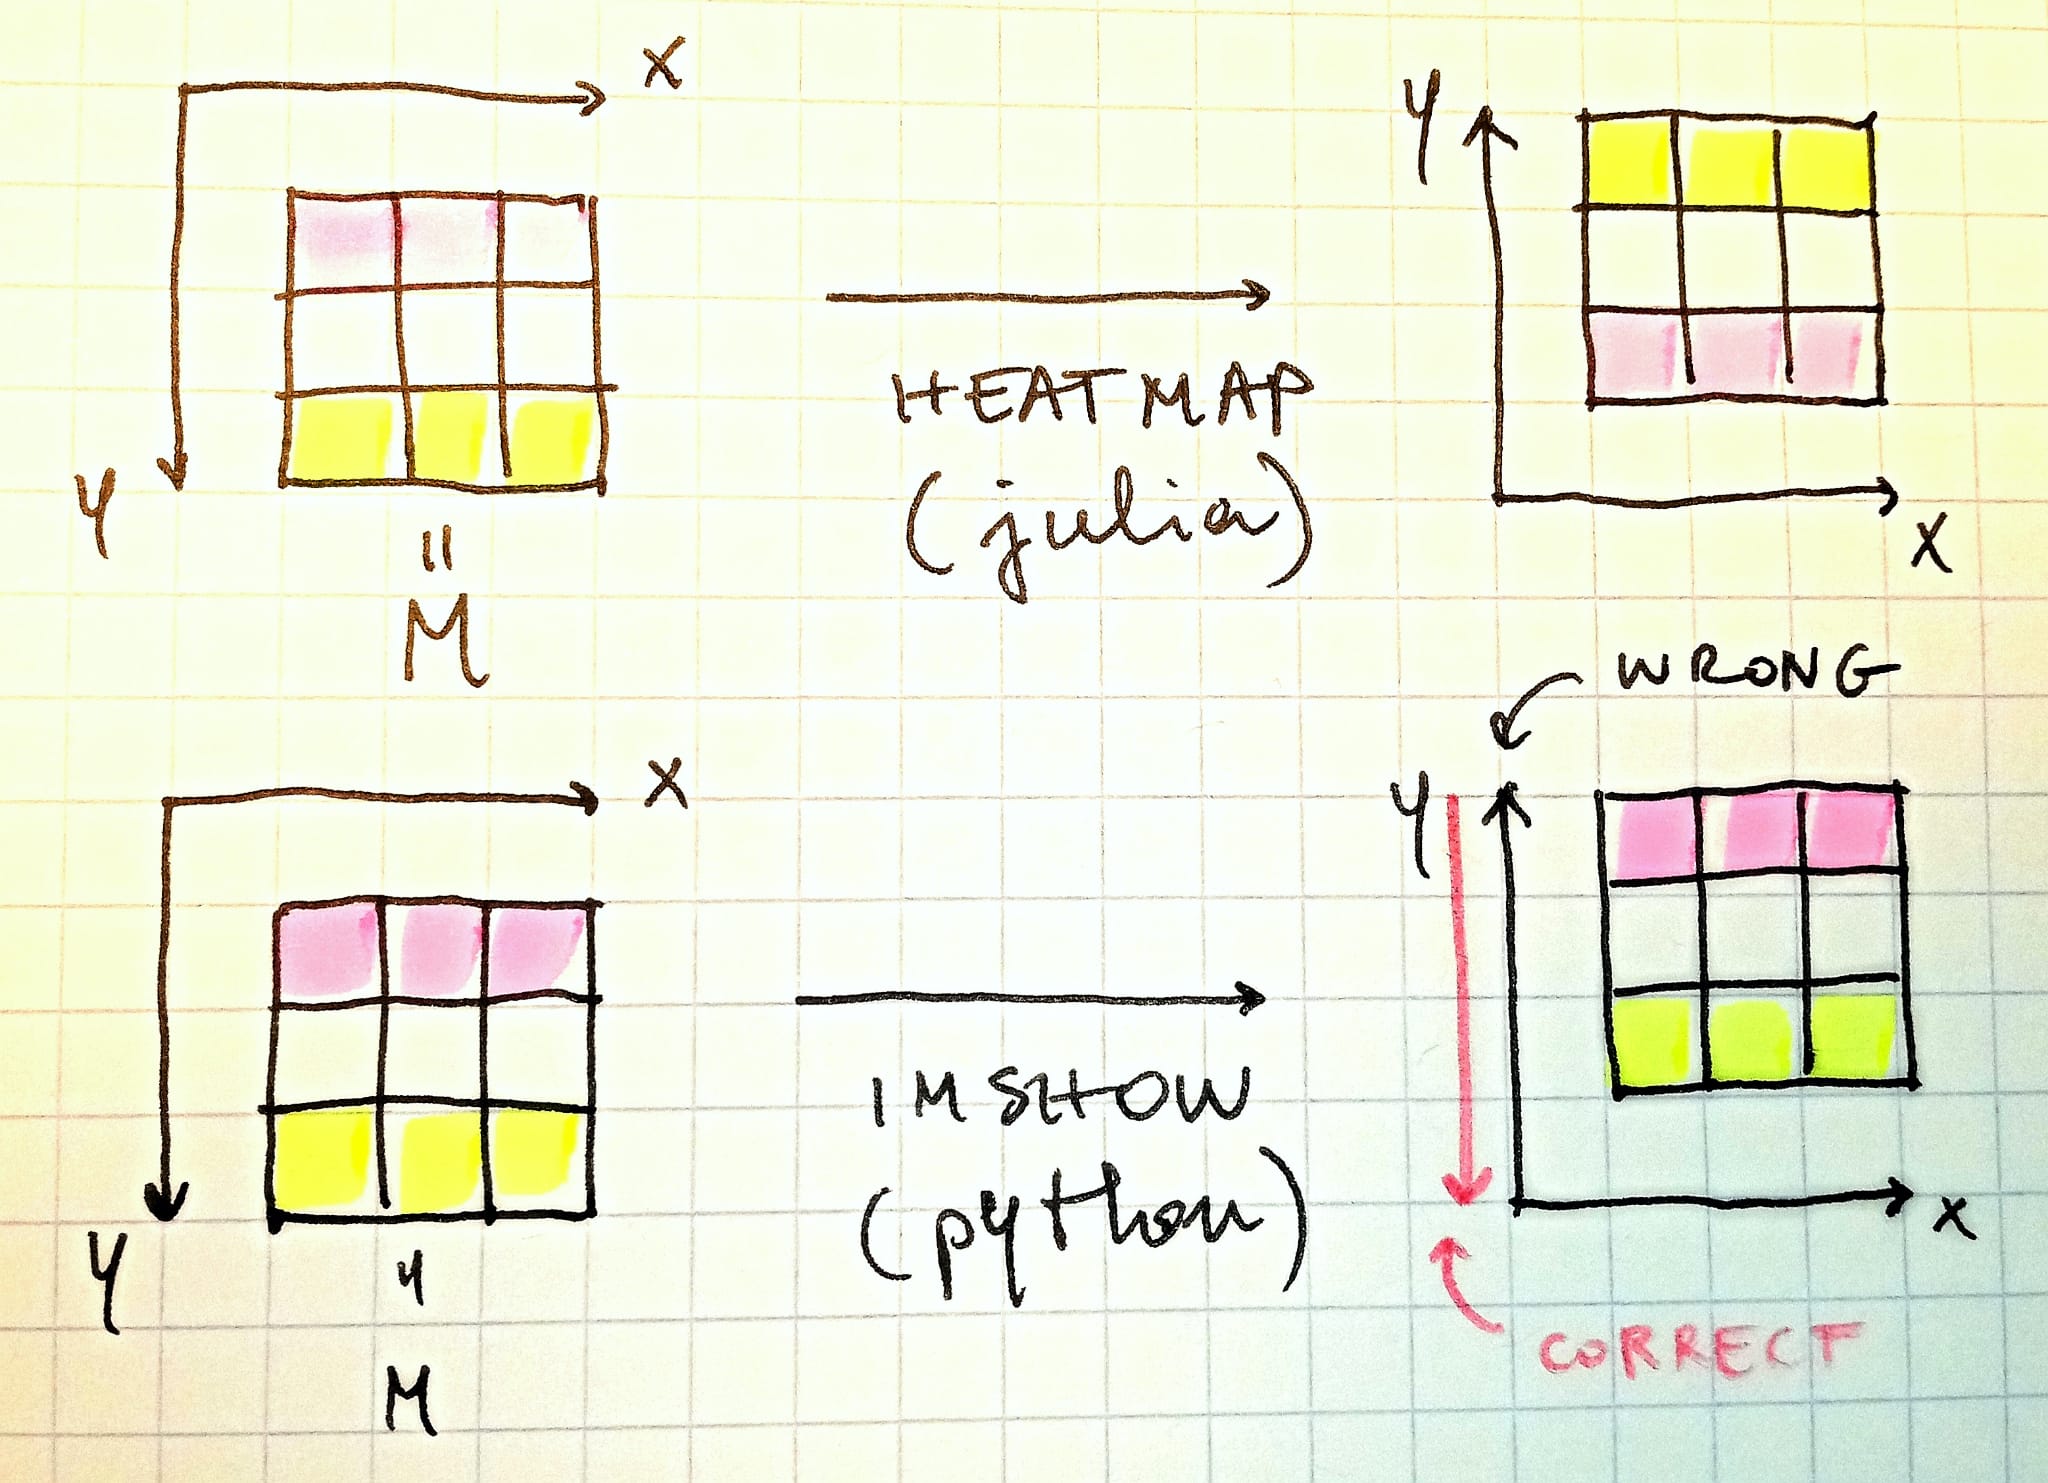 X
Y
Y
HEATMAP
(julia)
X
"
M
WRONG
X
Y
IMSHOW
(python)
X
Y
"
M
CORRECT